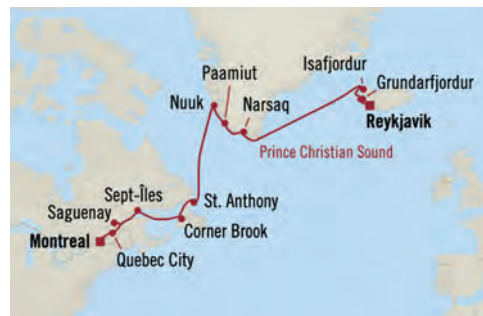 Isafjordur
Paamiut
Grundarfjordur
Nuuk
Narsaq
Reykjavik
Prince Christian Sound
Sept-Îles
St. Anthony
Saguenay
Corner Brook
Montreal
Quebec City